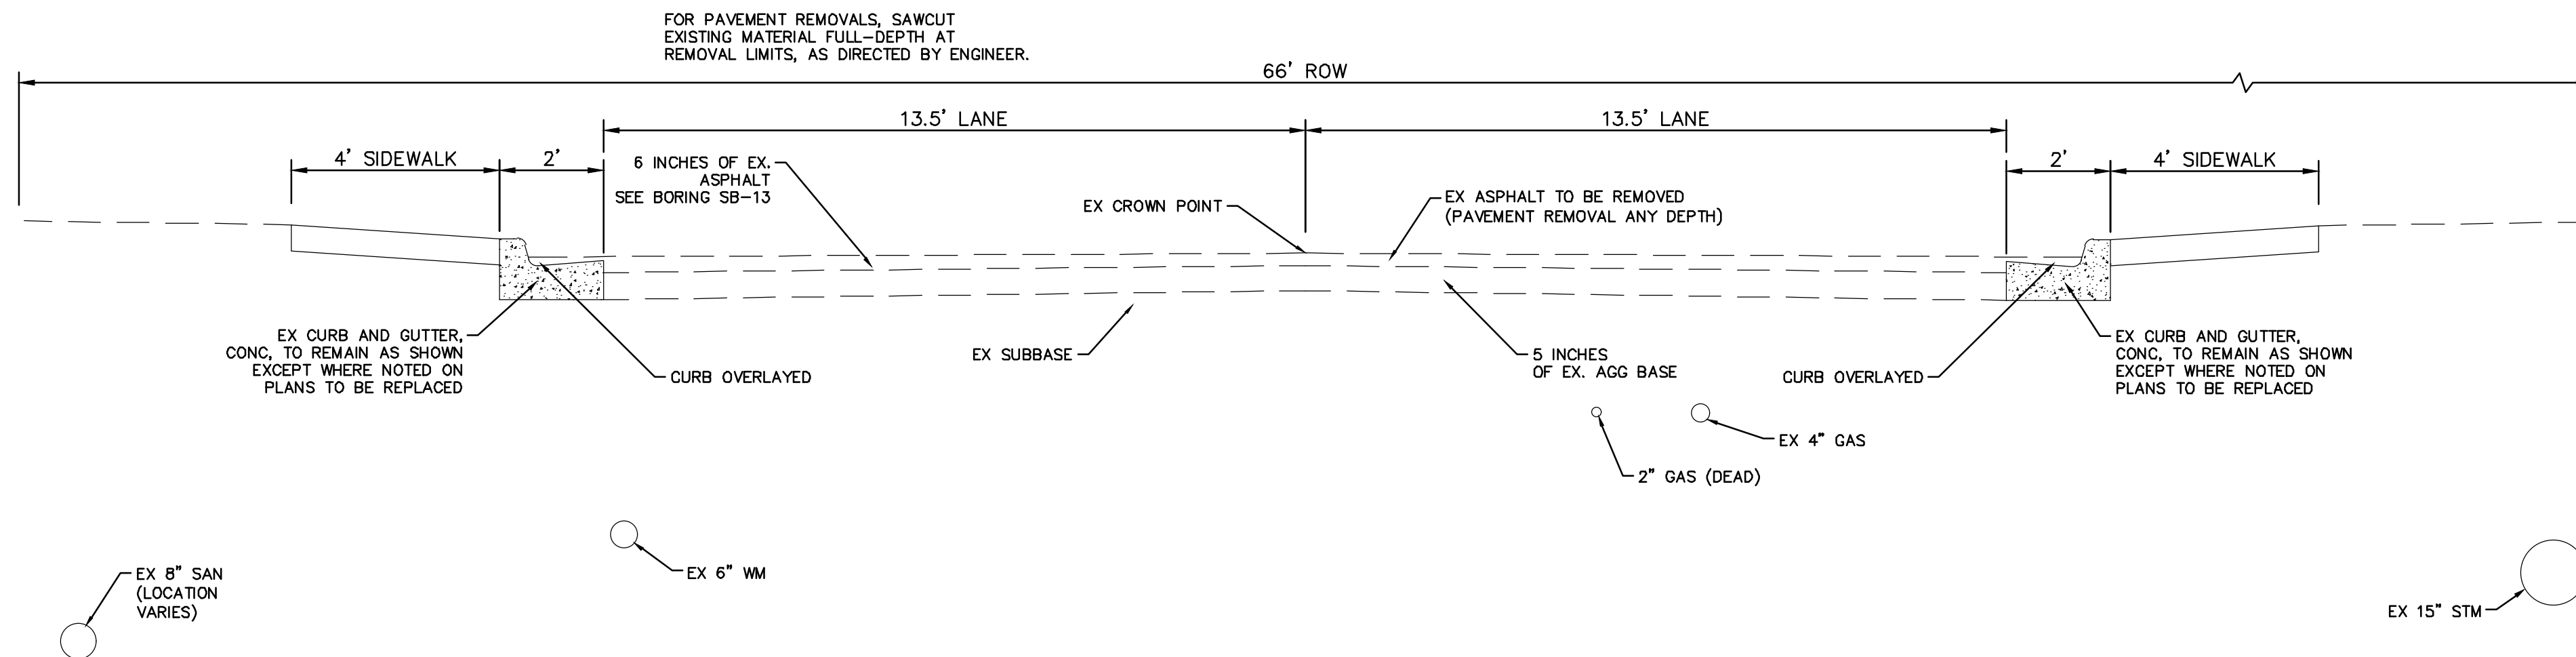 FOR PAVEMENT REMOVALS, SAWCUT
EXISTING MATERIAL FULL-DEPTH AT
REMOVAL LIMITS, AS DIRECTED BY ENGINEER.
66' ROW
13.5' LANE
13.5' LANE
4' SIDEWALK
2'
2'
4' SIDEWALK
6 INCHES OF EX.
ASPHALT
SEE BORING SB-13
EX CROWN POINT
EX ASPHALT TO BE REMOVED
(PAVEMENT REMOVAL ANY DEPTH)
EX CURB AND GUTTER,
CONC, TO REMAIN AS SHOWN
EXCEPT WHERE NOTED ON
PLANS TO BE REPLACED
CURB OVERLAYED
EX SUBBASE
5 INCHES
OF EX. AGG BASE
CURB OVERLAYED
EX CURB AND GUTTER,
CONC, TO REMAIN AS SHOWN
EXCEPT WHERE NOTED ON
PLANS TO BE REPLACED
EX 4" GAS
2" GAS (DEAD)
EX 6" WM
EX 8" SAN
(LOCATION
VARIES)
EX 15" STM